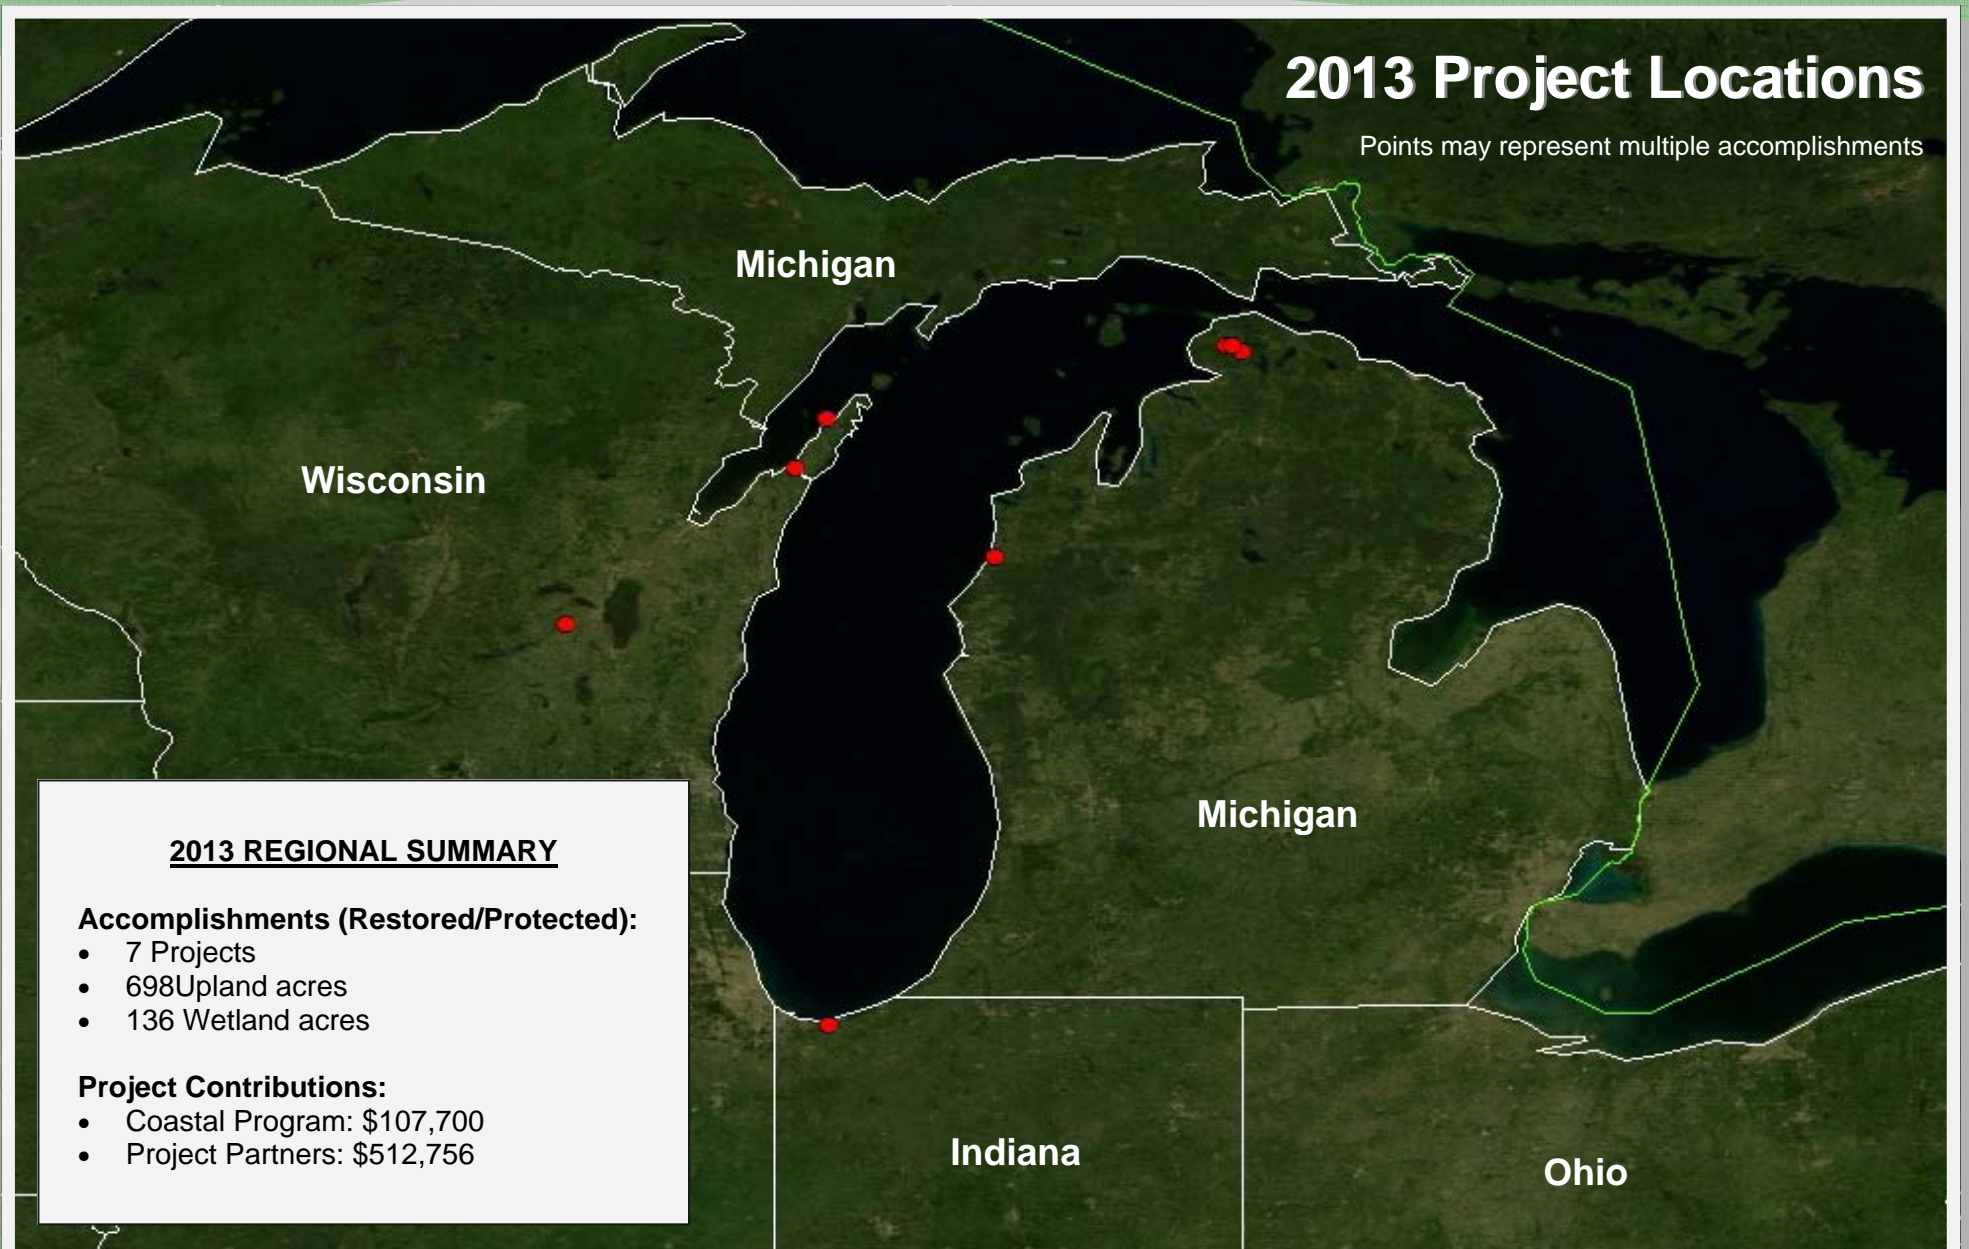 2013 Project Locations
Points may represent multiple accomplishments
Michigan
Wisconsin
Michigan
2013 REGIONAL SUMMARY
Accomplishments (Restored/Protected):
• 7 Projects
• 698Upland acres
• 136 Wetland acres
Project Contributions:
• Coastal Program: $107,700
• Project Partners: $512,756
Indiana
Ohio